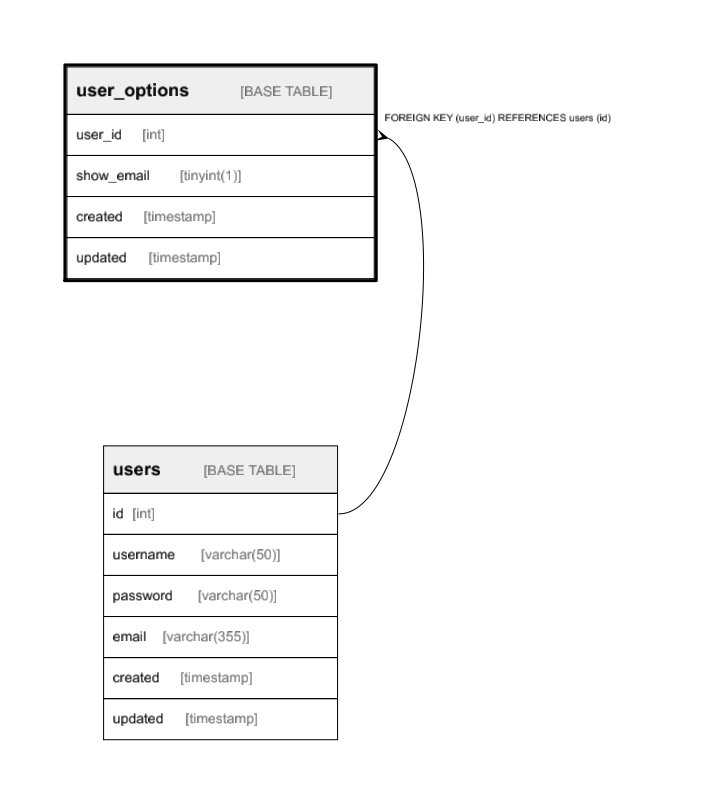 user_options [BASE TABLE]
FOREIGN KEY (user_id) REFERENCES users (id)
user_id [int]
show_email [tinyint(1)]
created [timestamp]
updated [timestamp]
users [BASE TABLE]
id [int]
username [varchar(50)]
password [varchar(50)]
email [varchar(355)]
created [timestamp]
updated [timestamp]